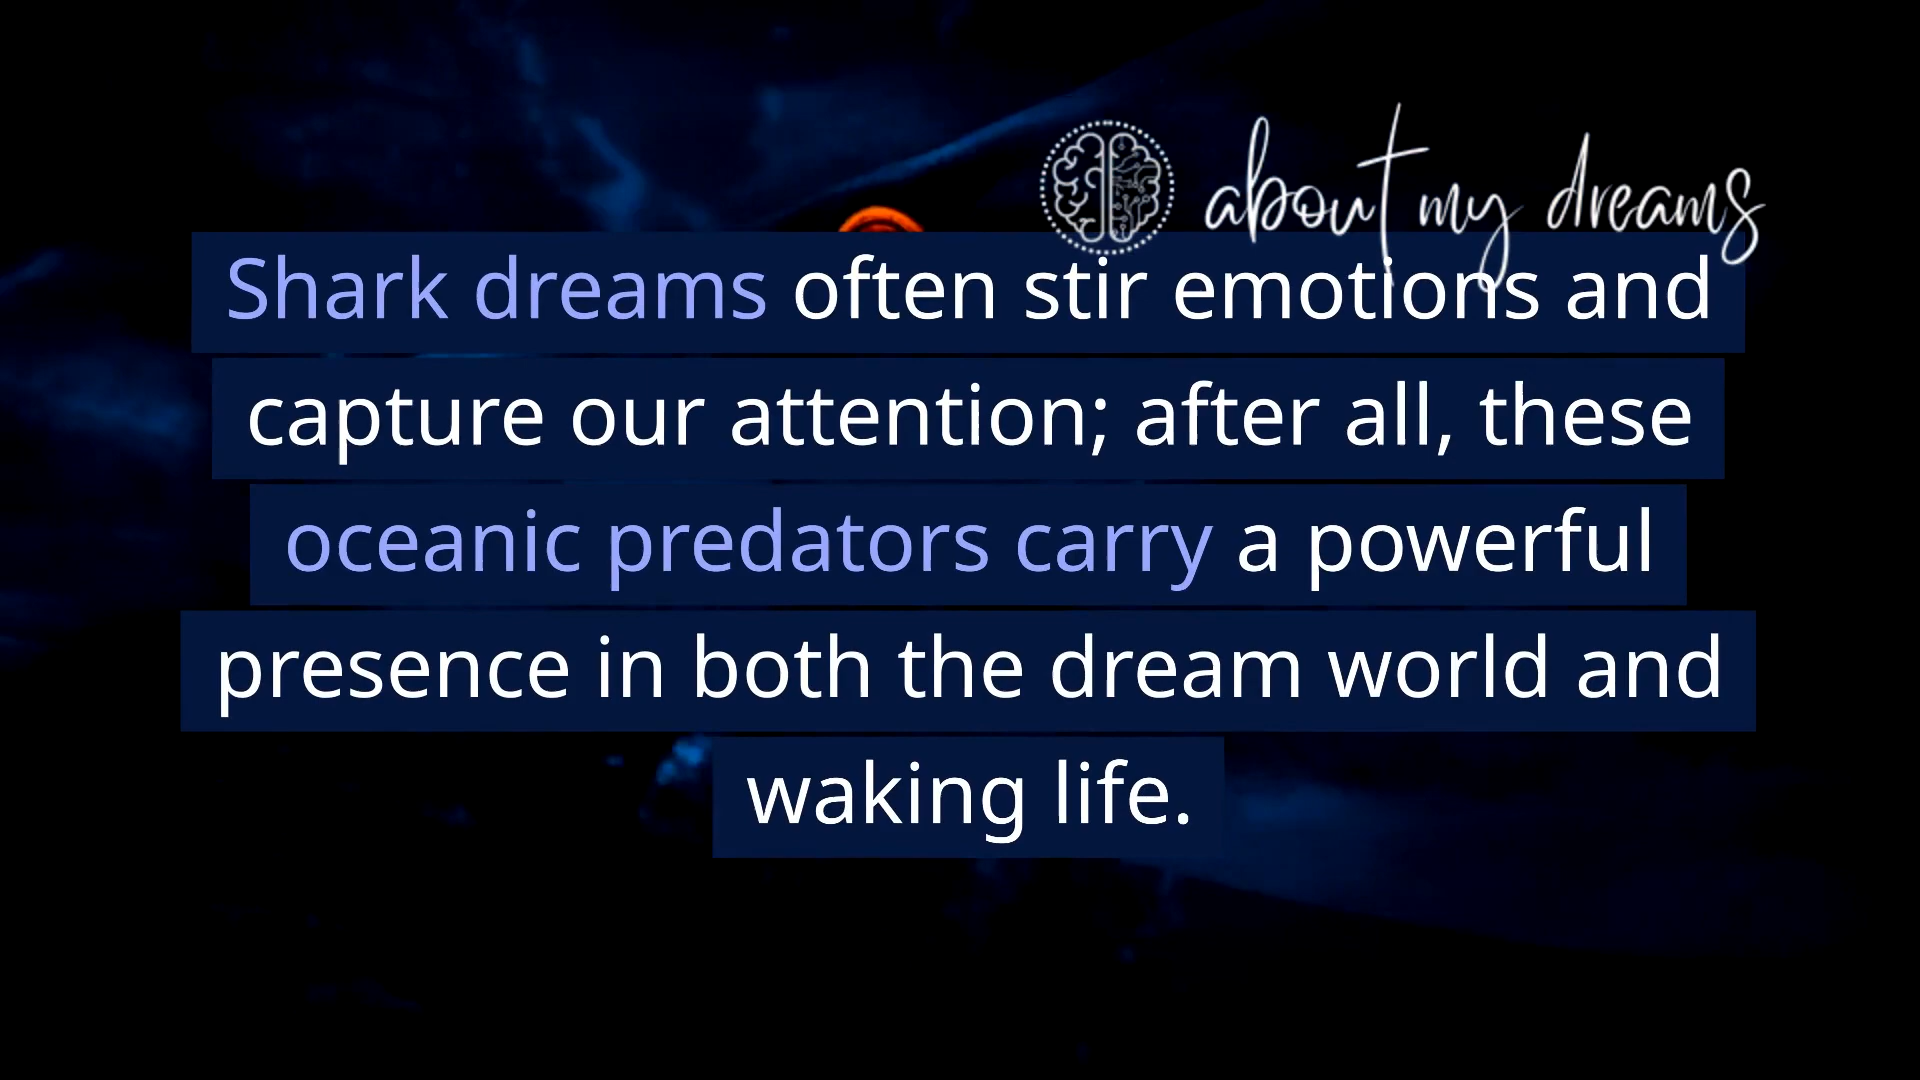 about my dreams
Shark dreams often stir emotions and
capture our attention; after all, these
oceanic predators carry a powerful
presence in both the dream world and
waking life.